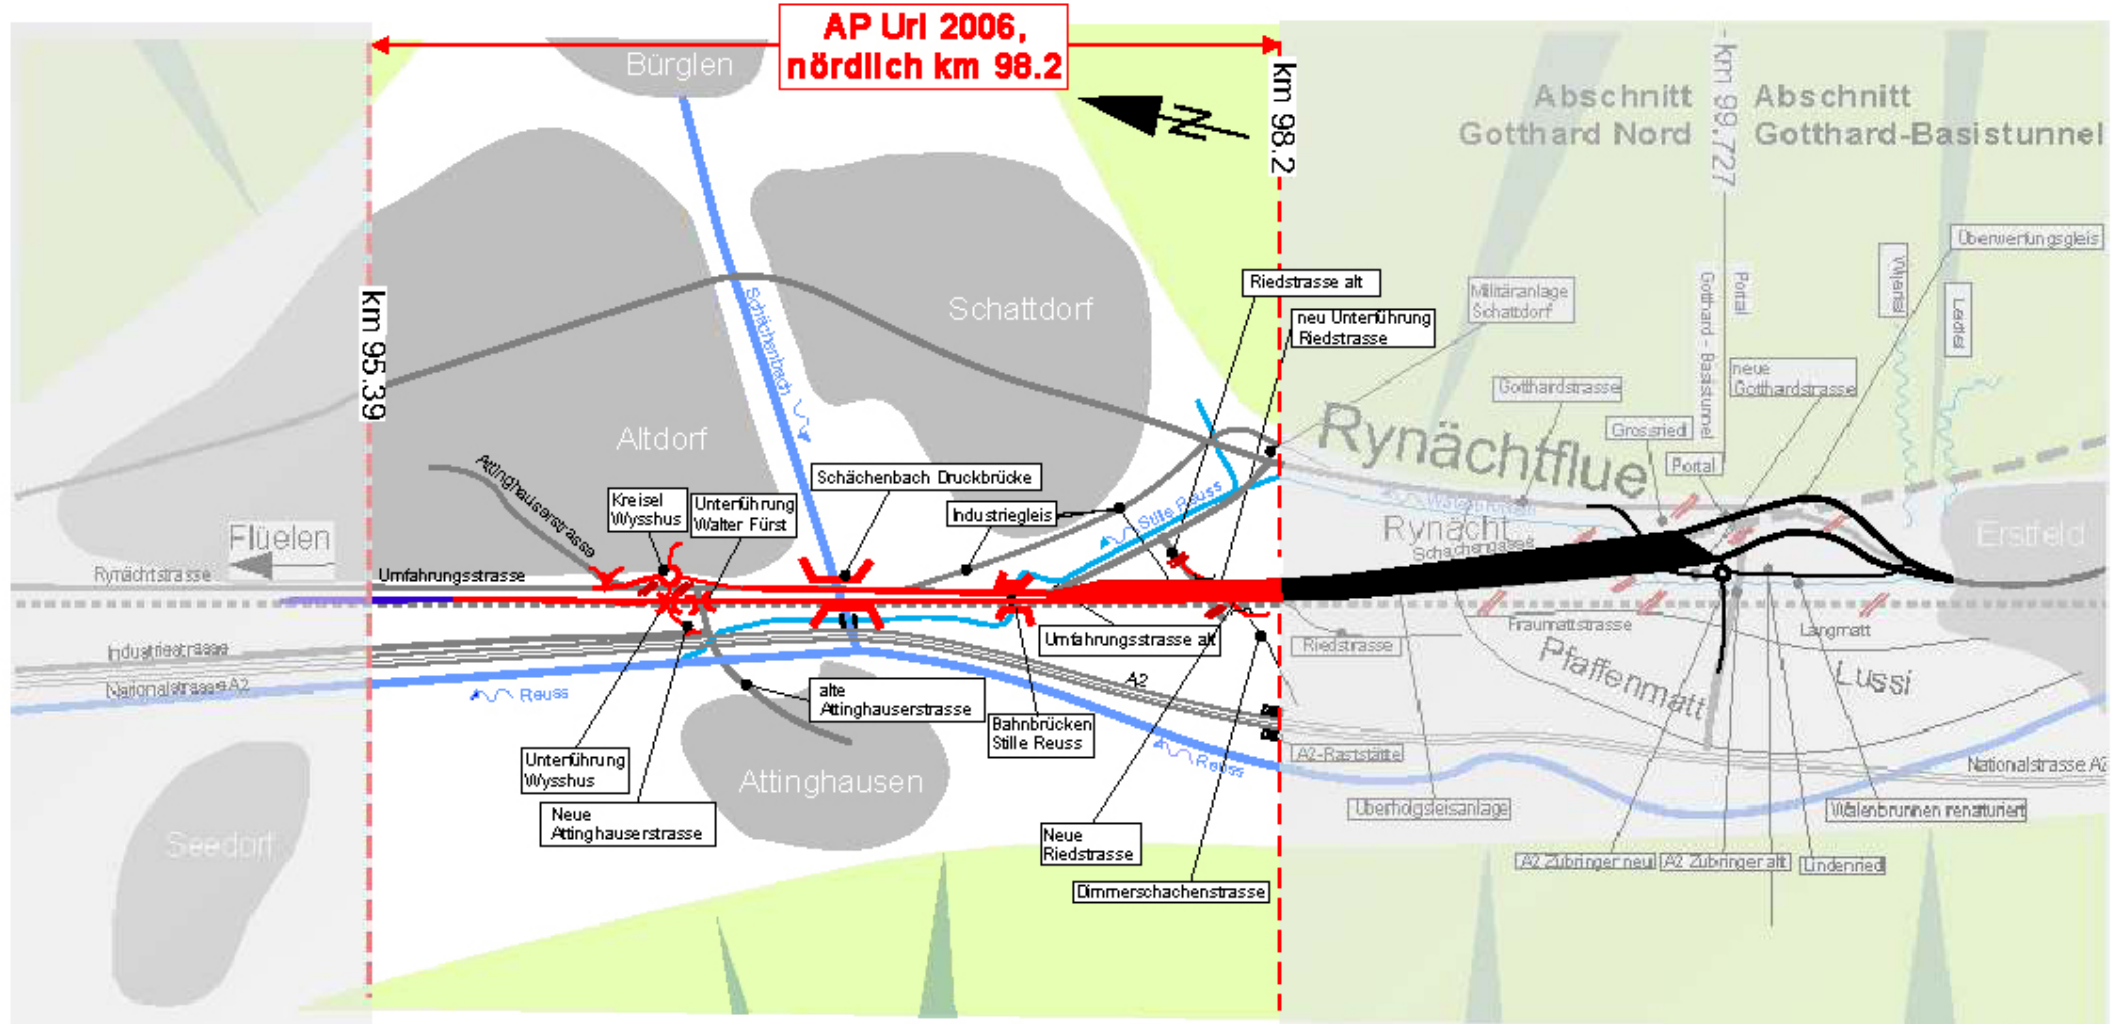 AP Uri 2006,
nördlich km 98.2
Bürglen
N
km 98.2
km 99.727
Abschnitt
Gotthard Nord
Abschnitt
Gotthard-Basistunnel
km 95.39
Schächenbach
Schattdorf
Altdorf
Attinghauserstrasse
Riedstrasse alt
neu Unterführung
Riedstrasse
Militäranlage
Schattdorf
Portal
Gotthard - Basistunnel
Überwerfungsgleis
neue
Gotthardstrasse
Gotthardstrasse
Grossried
Portal
Rynächtflue
Rynächt
Schächenbach Druckbrücke
Kreisel
Wysshus
Unterführung
Walter Fürst
Industriegleis
Stille Reuss
Flüelen
Rynächtstrasse
Umfahrungsstrasse
Erstfeld
Umfahrungsstrasse alt
Riedstrasse
Fraumattstrasse
Langmatt
Pfaffenmatt
Lussi
Industriestrasse
Nationalstrasse A2
Reuss
alte
Attinghauserstrasse
A2
Bahnbrücken
Stille Reuss
Reuss
A2-Raststätte
Nationalstrasse A2
Unterführung
Wysshus
Attinghausen
Neue
Attinghauserstrasse
Neue
Riedstrasse
Überholgleisanlage
Walenbrunnen renaturiert
Seedorf
A2 Zubringer neu
A2 Zubringer alt
Lindenried
Dimmerschachenstrasse